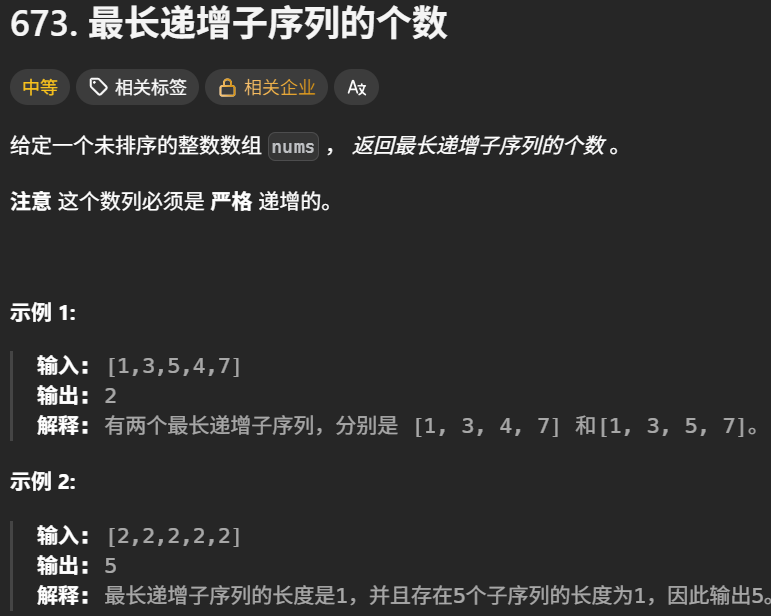 673. 最长递增子序列的个数
中等 相关标签 相关企业 Ax
给定一个未排序的整数数组 nums ， 返回最长递增子序列的个数 。
注意 这个数列必须是 严格 递增的。
示例 1:
输入: [1,3,5,4,7]
输出: 2
解释: 有两个最长递增子序列，分别是 [1, 3, 4, 7] 和[1, 3, 5, 7]。
示例 2:
输入: [2,2,2,2,2]
输出: 5
解释: 最长递增子序列的长度是1，并且存在5个子序列的长度为1，因此输出5。